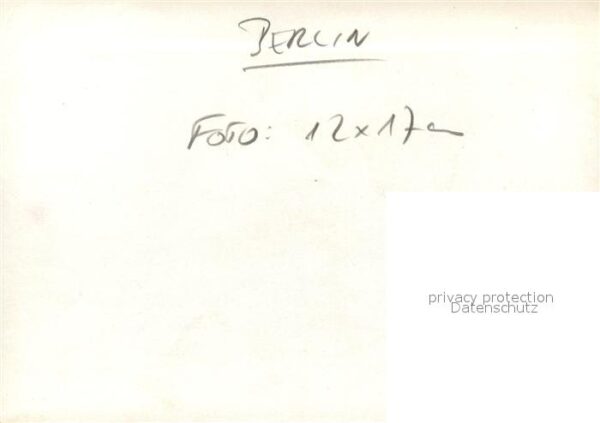 BERLIN
FOTO: 12x17cm
privacy protection
Datenschutz